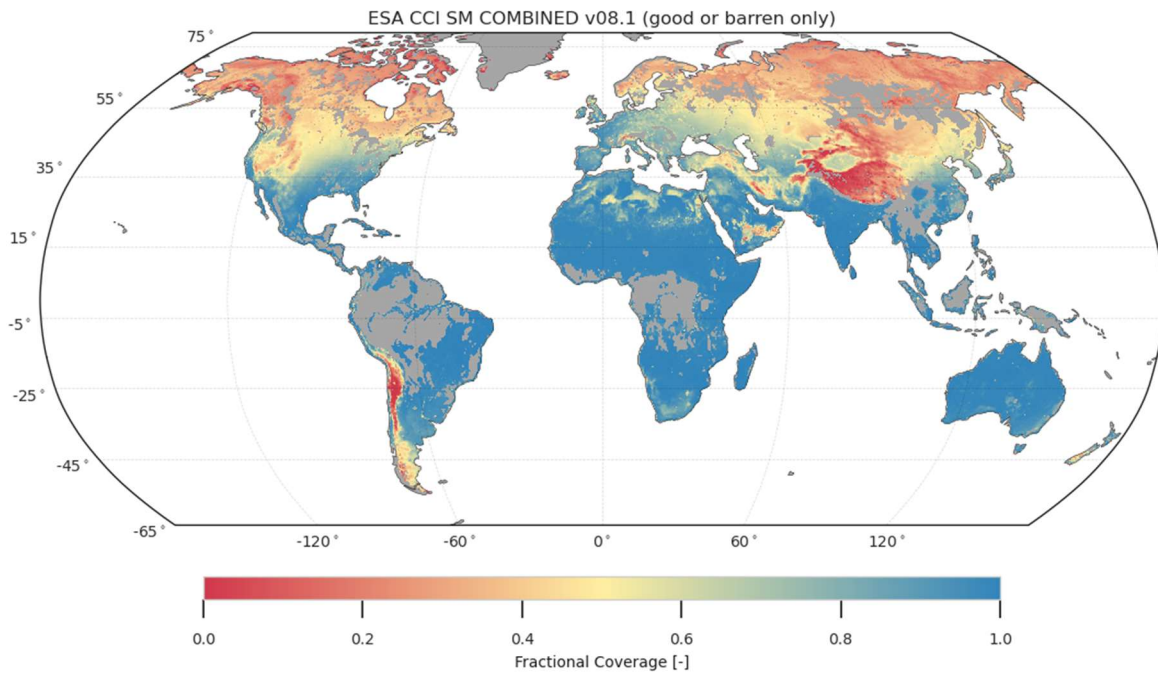 ESA CCI SM COMBINED v08.1 (good or barren only)
75°
55°
35°
15°
-5°
-25°
-45°
-65°
-120° -60° 0° 60° 120°
0.0 0.2 0.4 0.6 0.8 1.0
Fractional Coverage [-]